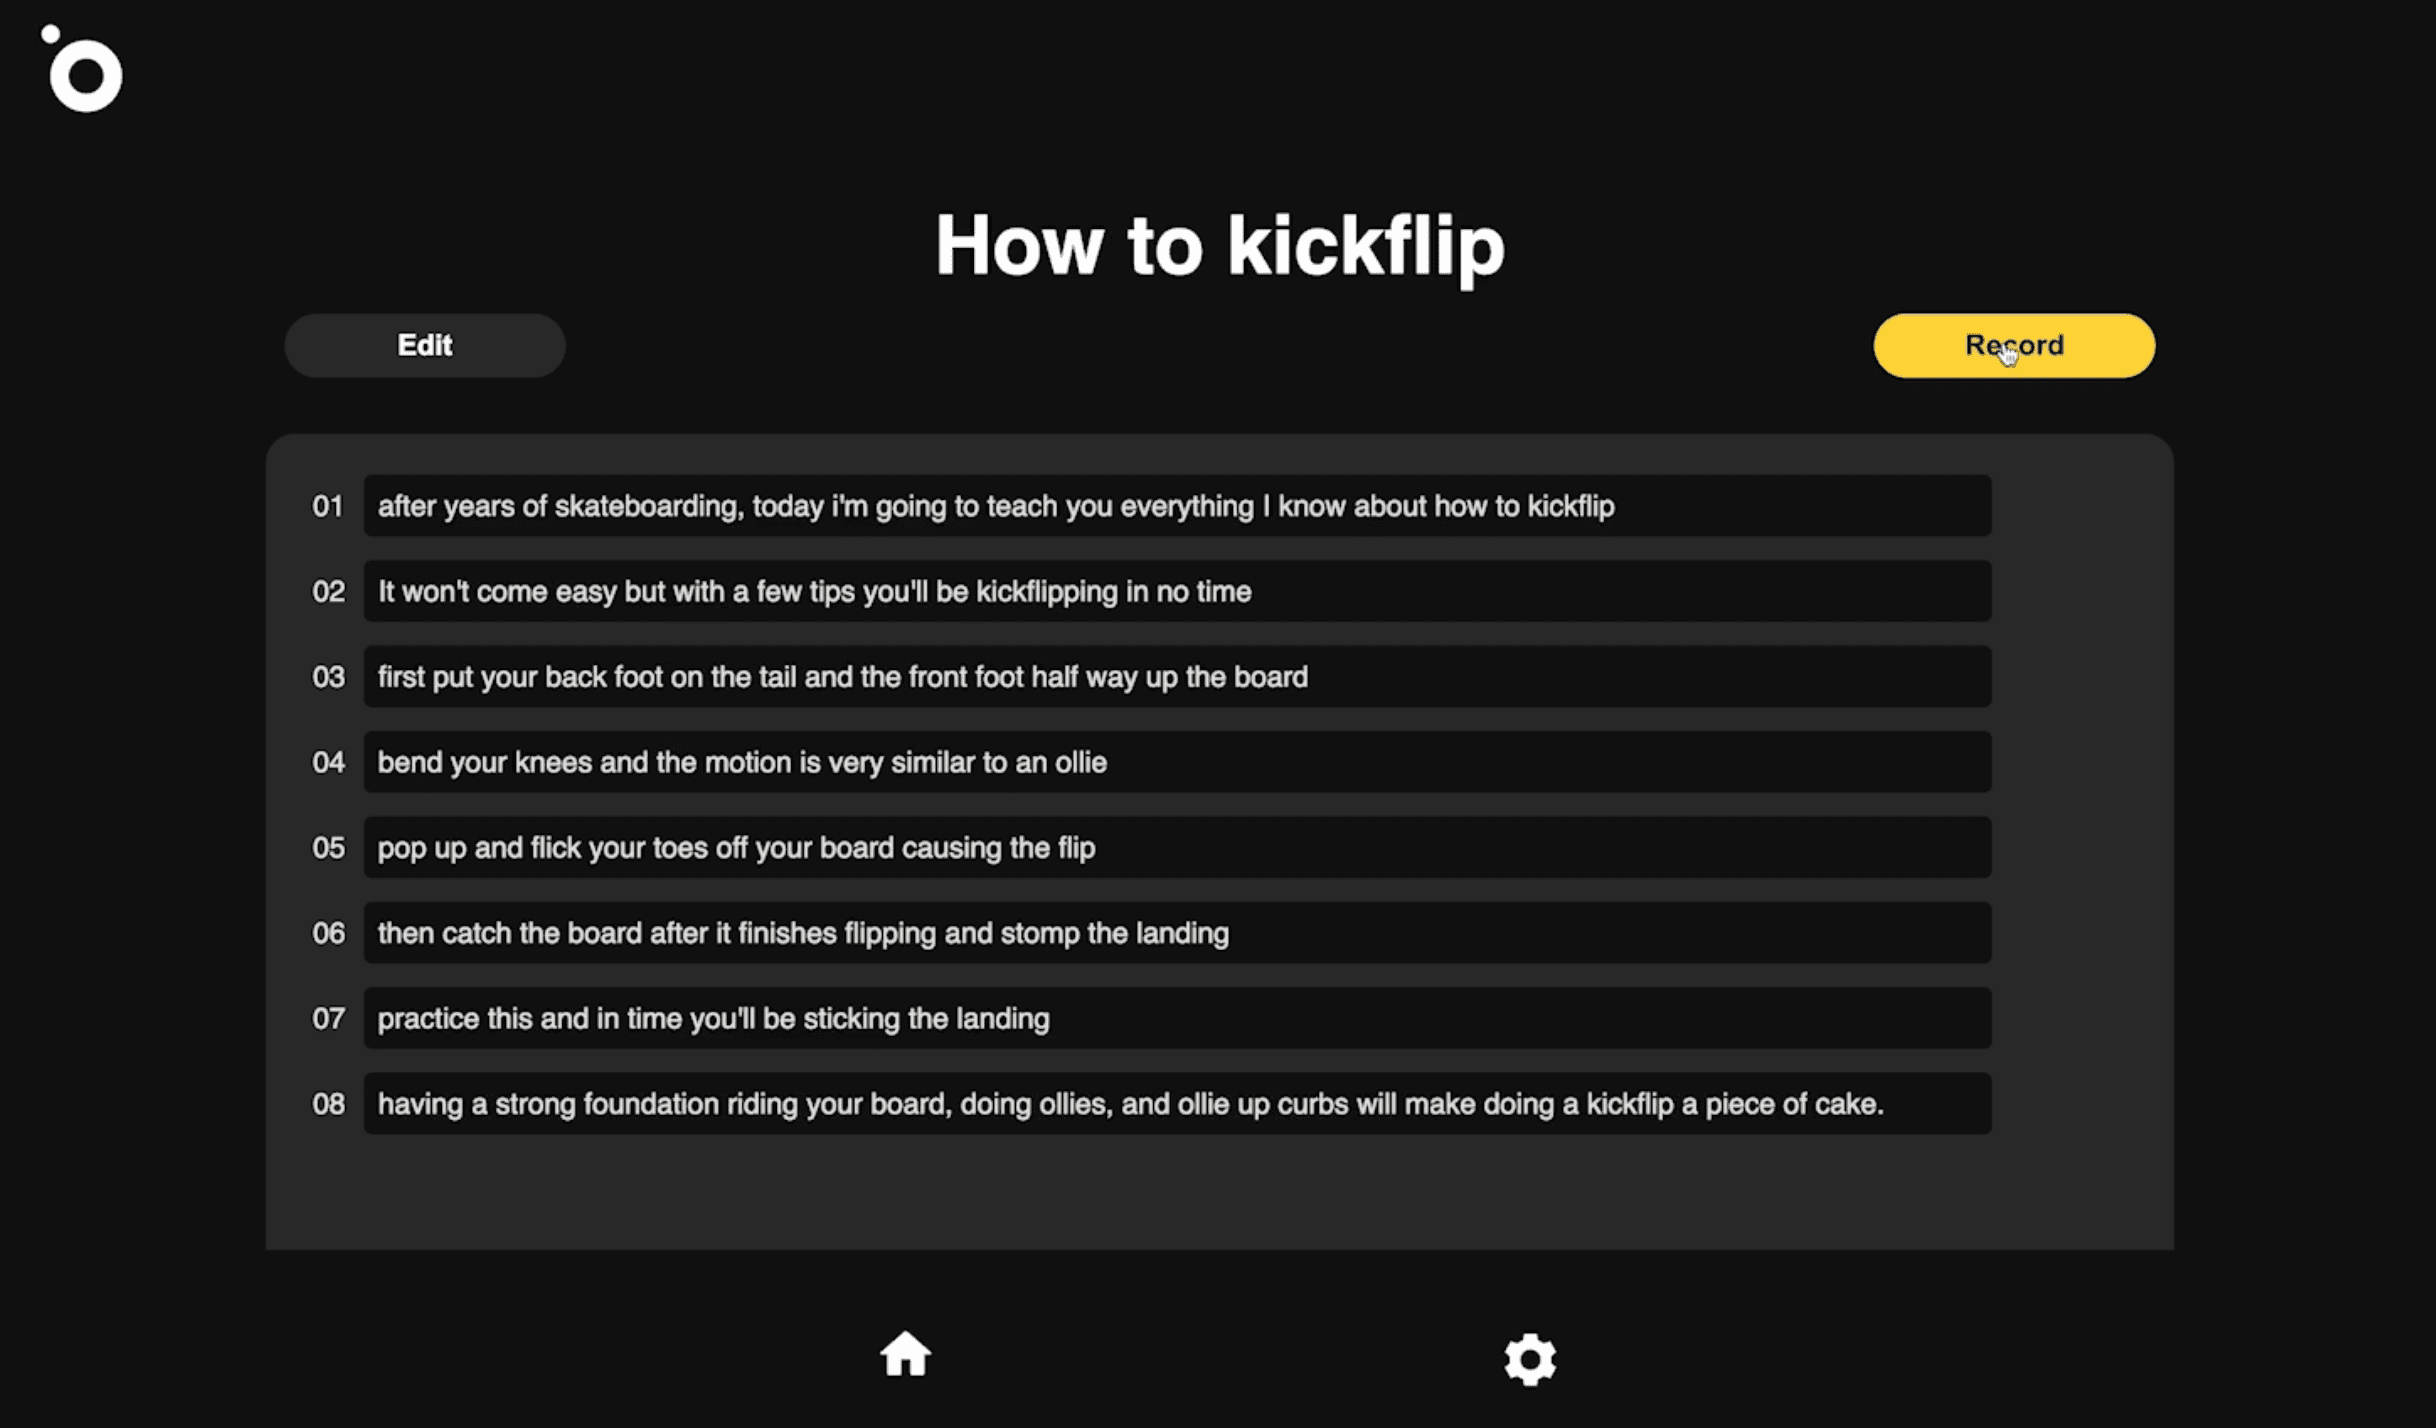 How to kickflip
Edit
Record
01 after years of skateboarding, today i'm going to teach you everything I know about how to kickflip
02 It won't come easy but with a few tips you'll be kickflipping in no time
03 first put your back foot on the tail and the front foot half way up the board
04 bend your knees and the motion is very similar to an ollie
05 pop up and flick your toes off your board causing the flip
06 then catch the board after it finishes flipping and stomp the landing
07 practice this and in time you'll be sticking the landing
08 having a strong foundation riding your board, doing ollies, and ollie up curbs will make doing a kickflip a piece of cake.